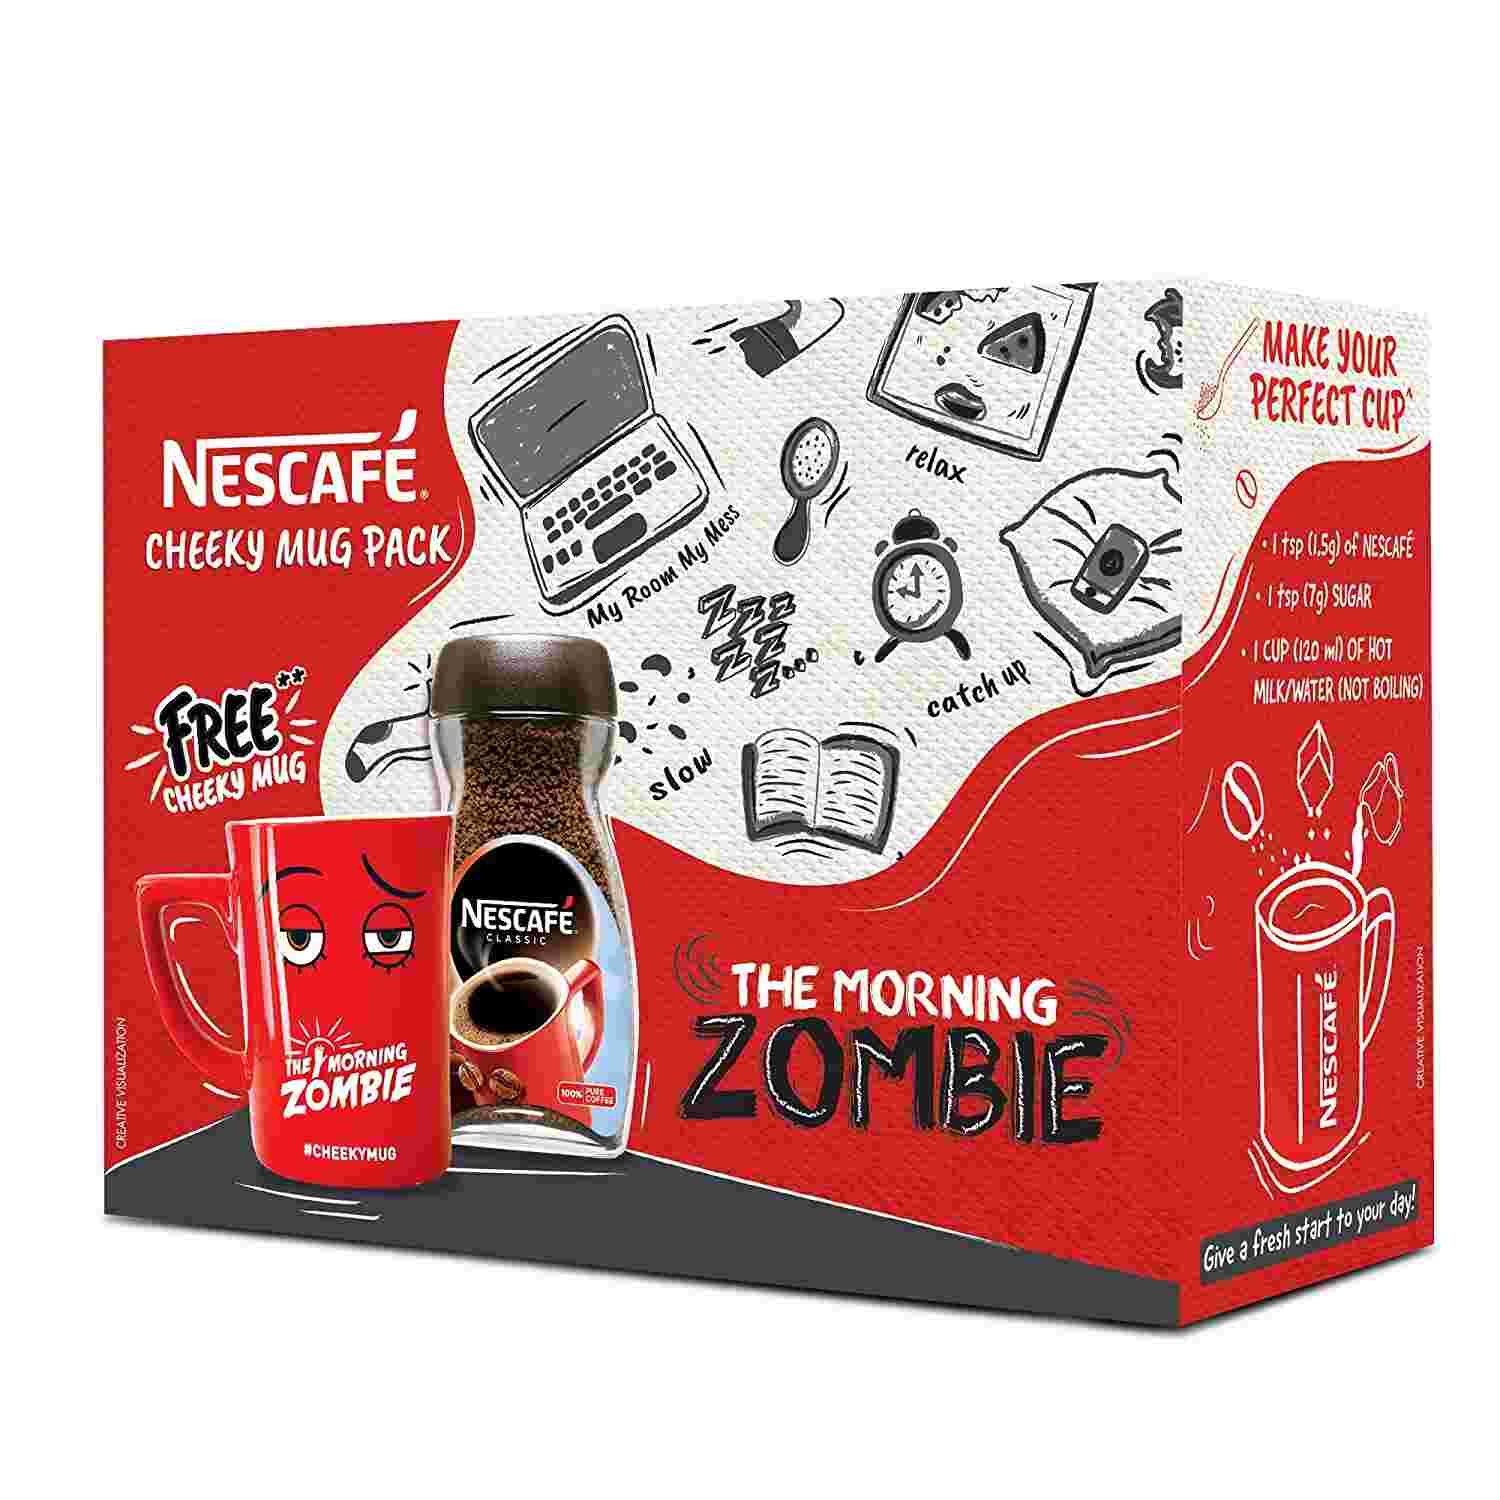 NESCAFÉ®
CHEEKY MUG PACK
FREE**
CHEEKY MUG
My Room My Mess
relax
catch up
slow
ZZZ
ZZ
Z
NESCAFÉ®
CLASSIC
100% PURE COFFEE
THE MORNING
ZOMBIE
#CHEEKYMUG
THE MORNING
ZOMBIE
CREATIVE VISUALIZATION
MAKE YOUR
PERFECT CUP^
• 1 tsp (1,5g) of NESCAFÉ
• 1 tsp (7g) SUGAR
• 1 CUP (120 ml) OF HOT
MILK/WATER (NOT BOILING)
NESCAFÉ.
CREATIVE VISUALIZATION
Give a fresh start to your day!